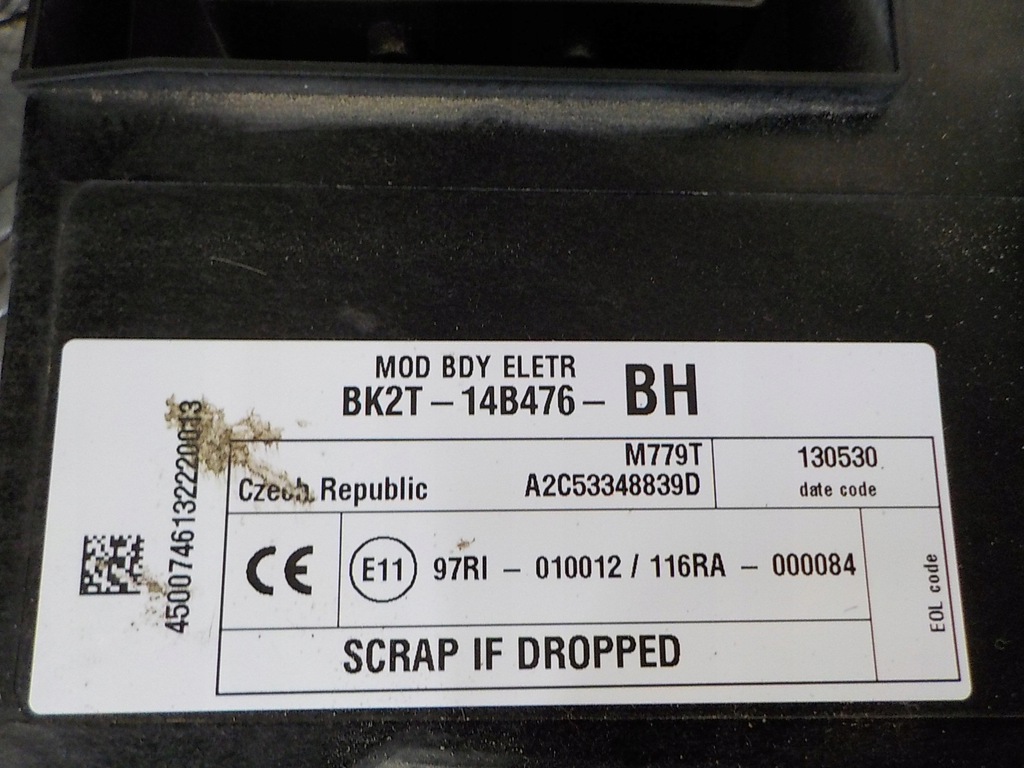 MOD BDY ELETR
BK2T - 14B476 - BH
45007461322220013
M779T
Czech Republic A2C53348839D
130530
date code
CE E11 97RI - 010012 / 116RA - 000084
EOL code
SCRAP IF DROPPED